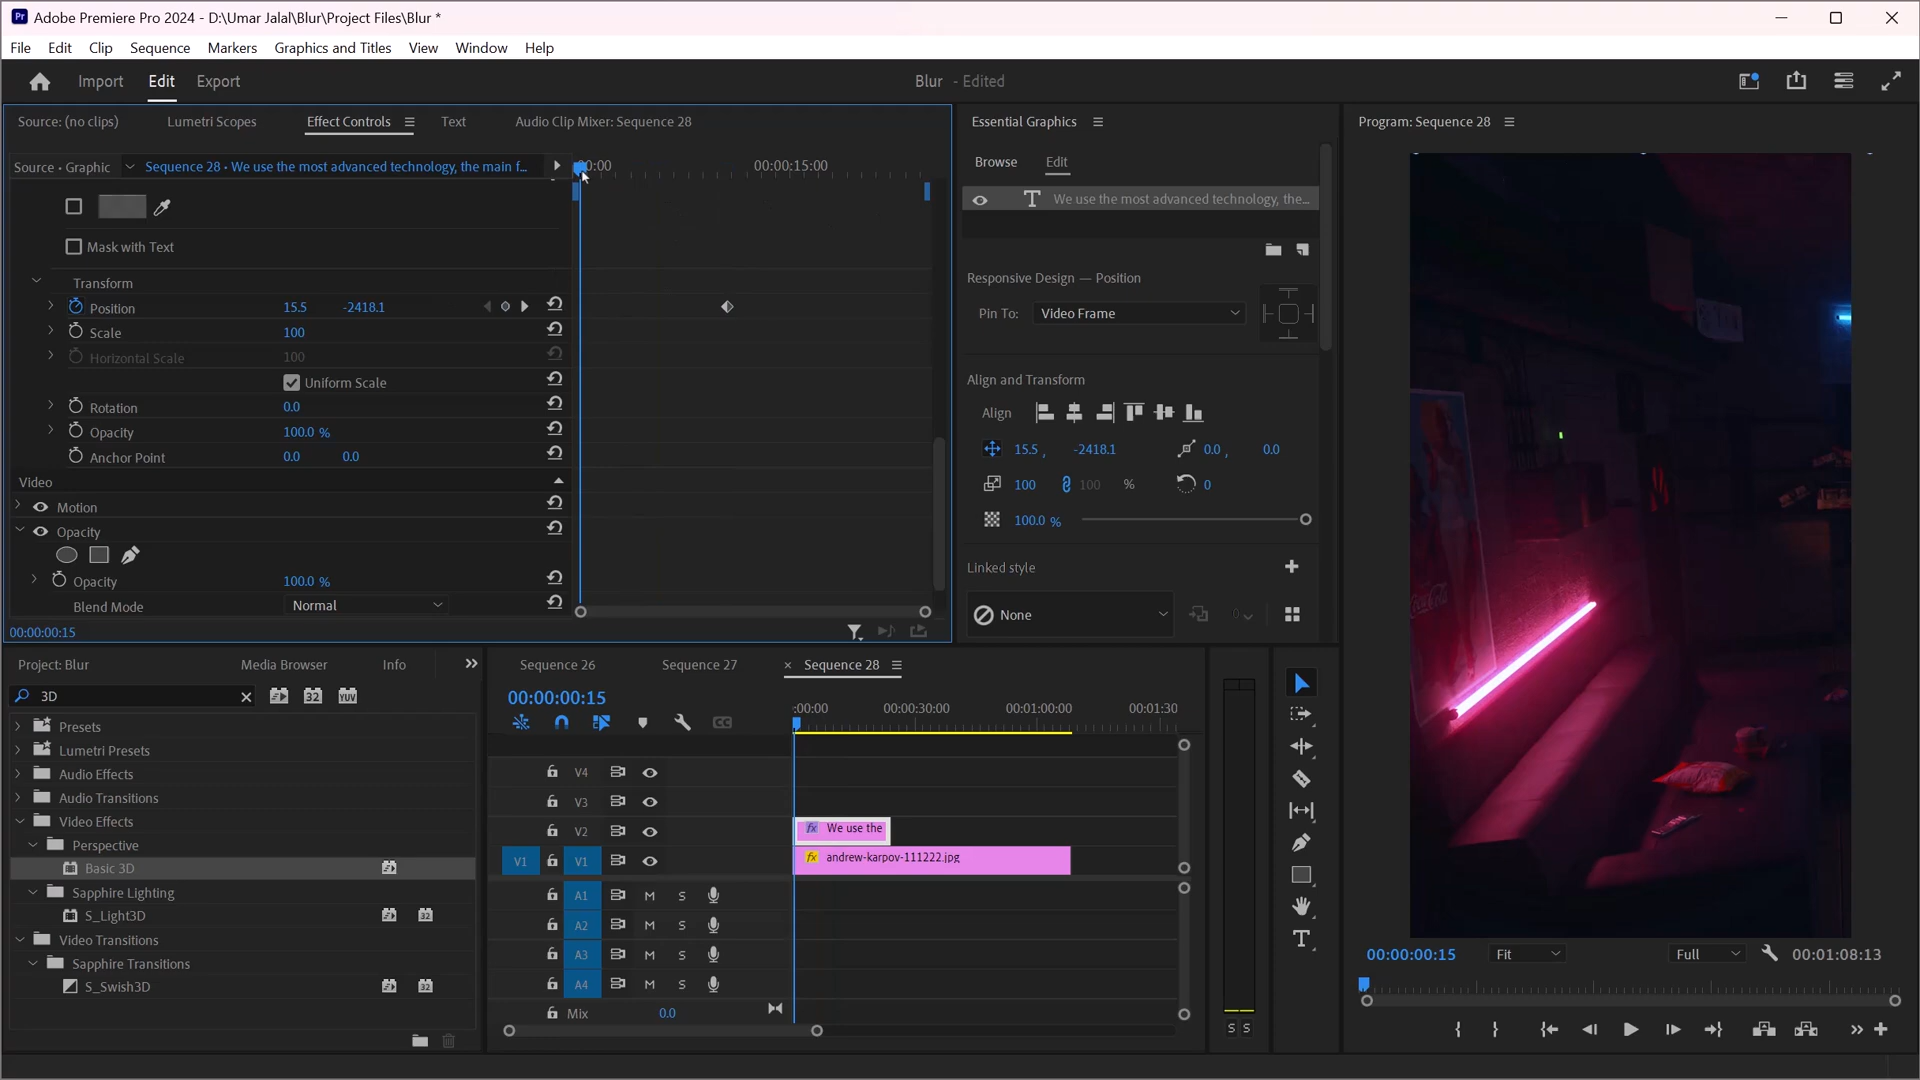 Adobe Premiere Pro 2024 - D:\Umar Jalal\Blur\Project Files\Blur *
File Edit Clip Sequence Markers Graphics and Titles View Window Help
Import Edit Export
Blur - Edited
Source: (no clips) Lumetri Scopes Effect Controls Text Audio Clip Mixer: Sequence 28
Source • Graphic Sequence 28 • We use the most advanced technology, the main f... :00 00:00:15:00
Mask with Text
Transform
Position 15.5 -2418.1
Scale 100
Horizontal Scale 100
Uniform Scale
Rotation 0.0
Opacity 100.0 %
Anchor Point 0.0 0.0
Video
Motion
Opacity
Opacity 100.0 %
Blend Mode Normal
00:00:00:15
Essential Graphics
Browse Edit
T We use the most advanced technology, the...
Responsive Design — Position
Pin To: Video Frame
Align and Transform
Align
15.5 , -2418.1 0.0 , 0.0
100 100 % 0
100.0 %
Linked style
None
Program: Sequence 28
00:00:00:15 Fit Full 00:01:08:13
Project: Blur Media Browser Info
3D 32 YUV
Presets
Lumetri Presets
Audio Effects
Audio Transitions
Video Effects
Perspective
Basic 3D
Sapphire Lighting
S_Light3D 32
Video Transitions
Sapphire Transitions
S_Swish3D 32
Sequence 26 Sequence 27 × Sequence 28
00:00:00:15
:00:00 00:00:30:00 00:01:00:00 00:01:30
V4
V3
V2 fx We use the
V1 V1 fx andrew-karpov-111222.jpg
A1 M S
A2 M S
A3 M S
A4 M S
Mix 0.0
S S